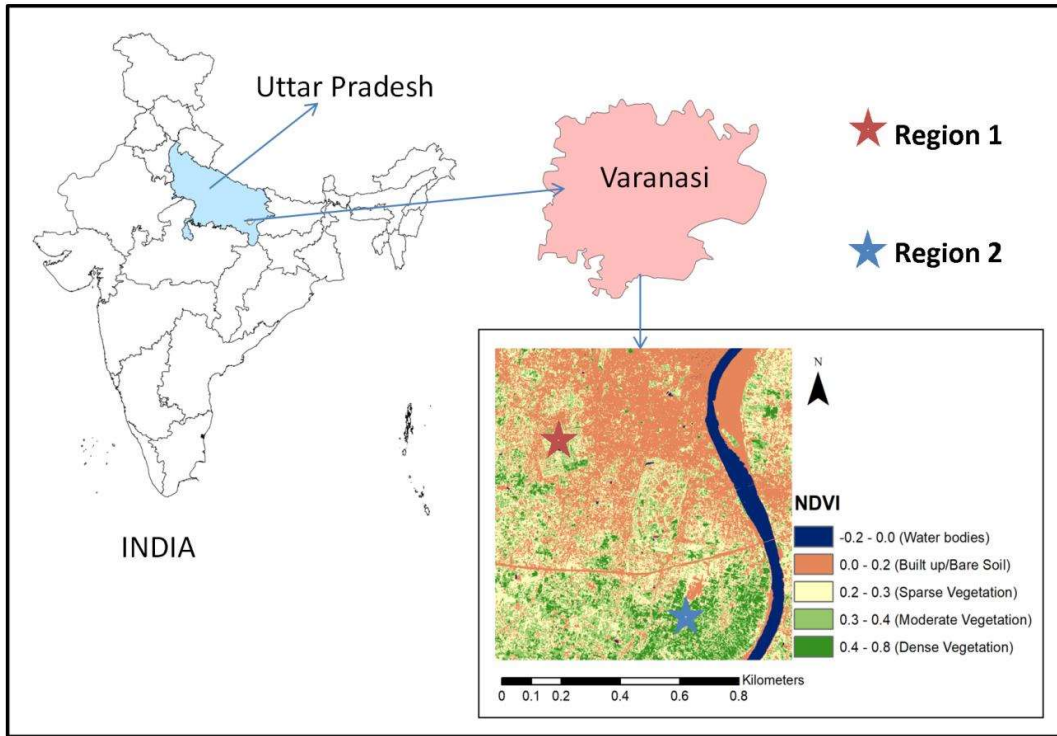 Uttar Pradesh
Varanasi
Region 1
Region 2
INDIA
N
NDVI
-0.2 - 0.0 (Water bodies)
0.0 - 0.2 (Built up/Bare Soil)
0.2 - 0.3 (Sparse Vegetation)
0.3 - 0.4 (Moderate Vegetation)
0.4 - 0.8 (Dense Vegetation)
Kilometers
0 0.1 0.2 0.4 0.6 0.8